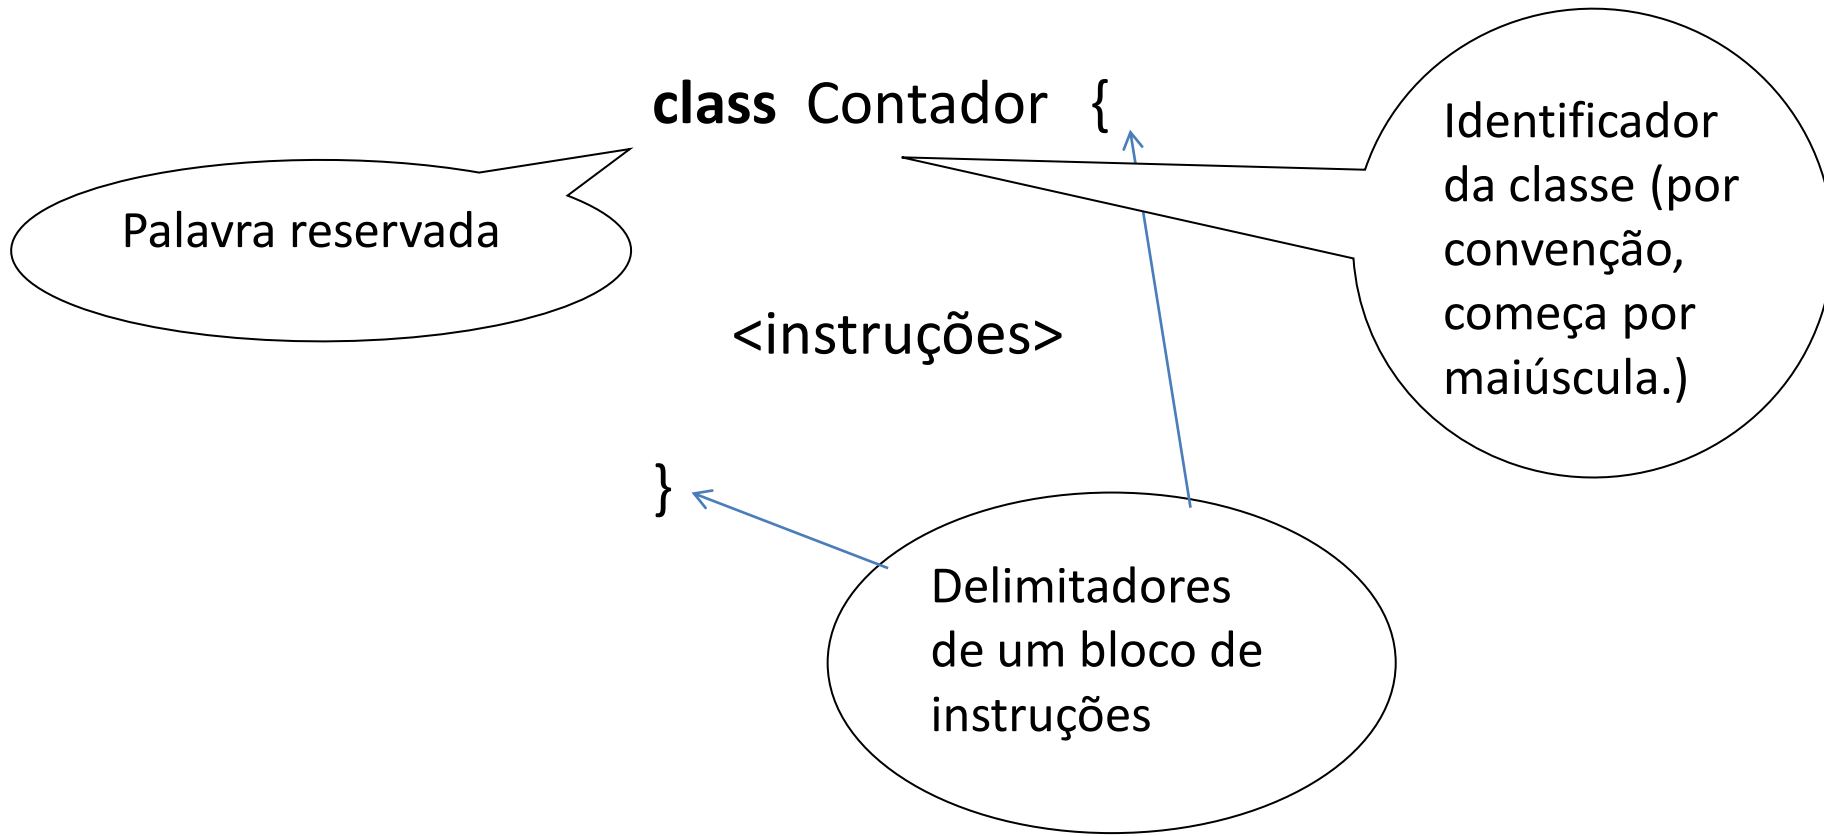 class Contador {
Palavra reservada
Identificador
da classe (por
convenção,
começa por
maiúscula.)
<instruções>
}
Delimitadores
de um bloco de
instruções